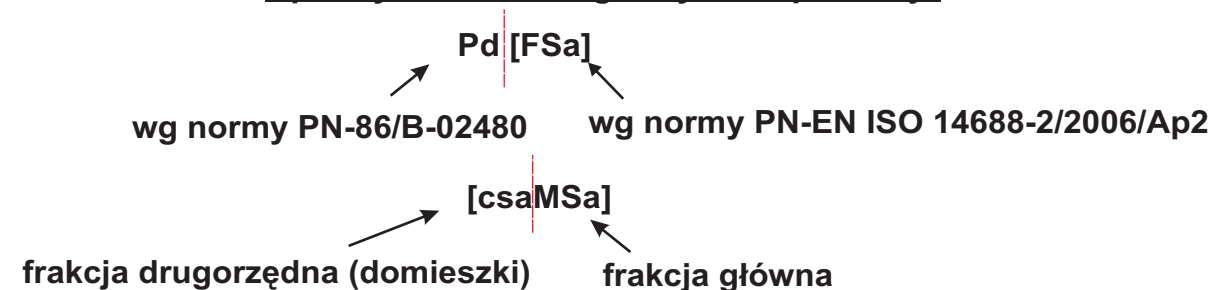 Pd [FSa]
wg normy PN-86/B-02480
wg normy PN-EN ISO 14688-2/2006/Ap2
[csaMSa]
frakcja drugorzędna (domieszki)
frakcja główna